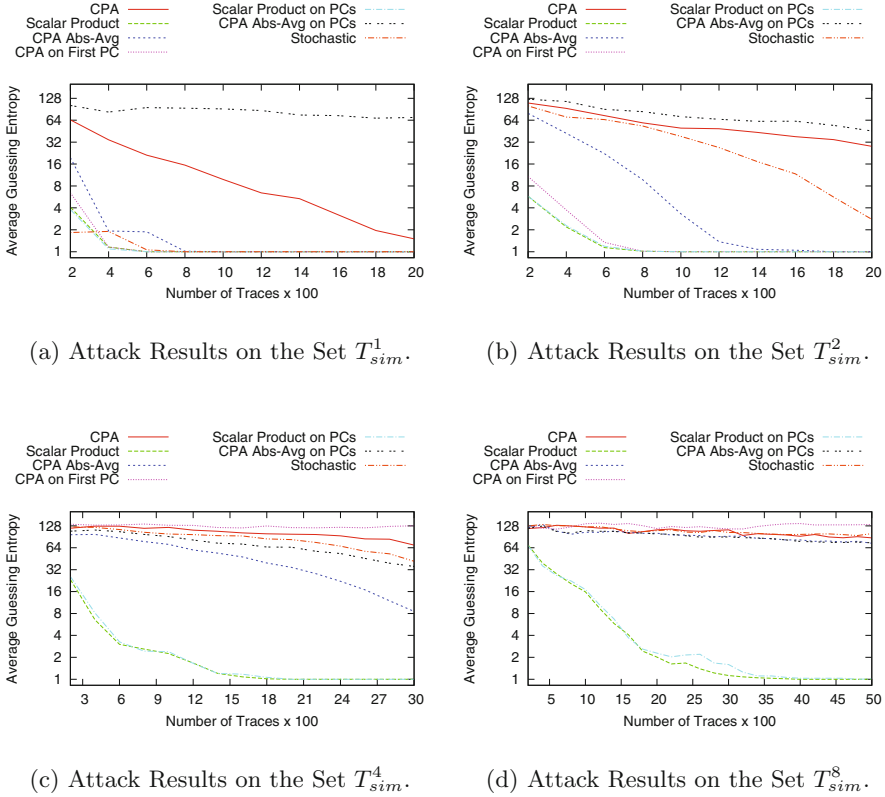 CPA
Scalar Product
CPA Abs-Avg
CPA on First PC
Scalar Product on PCs
CPA Abs-Avg on PCs
Stochastic
Average Guessing Entropy
128
64
32
16
8
4
2
1
2 4 6 8 10 12 14 16 18 20
Number of Traces x 100
(a) Attack Results on the Set $T^1_{sim}$.
CPA
Scalar Product
CPA Abs-Avg
CPA on First PC
Scalar Product on PCs
CPA Abs-Avg on PCs
Stochastic
Average Guessing Entropy
128
64
32
16
8
4
2
1
2 4 6 8 10 12 14 16 18 20
Number of Traces x 100
(b) Attack Results on the Set $T^2_{sim}$.
CPA
Scalar Product
CPA Abs-Avg
CPA on First PC
Scalar Product on PCs
CPA Abs-Avg on PCs
Stochastic
Average Guessing Entropy
128
64
32
16
8
4
2
1
3 6 9 12 15 18 21 24 27 30
Number of Traces x 100
(c) Attack Results on the Set $T^4_{sim}$.
CPA
Scalar Product
CPA Abs-Avg
CPA on First PC
Scalar Product on PCs
CPA Abs-Avg on PCs
Stochastic
Average Guessing Entropy
128
64
32
16
8
4
2
1
5 10 15 20 25 30 35 40 45 50
Number of Traces x 100
(d) Attack Results on the Set $T^8_{sim}$.